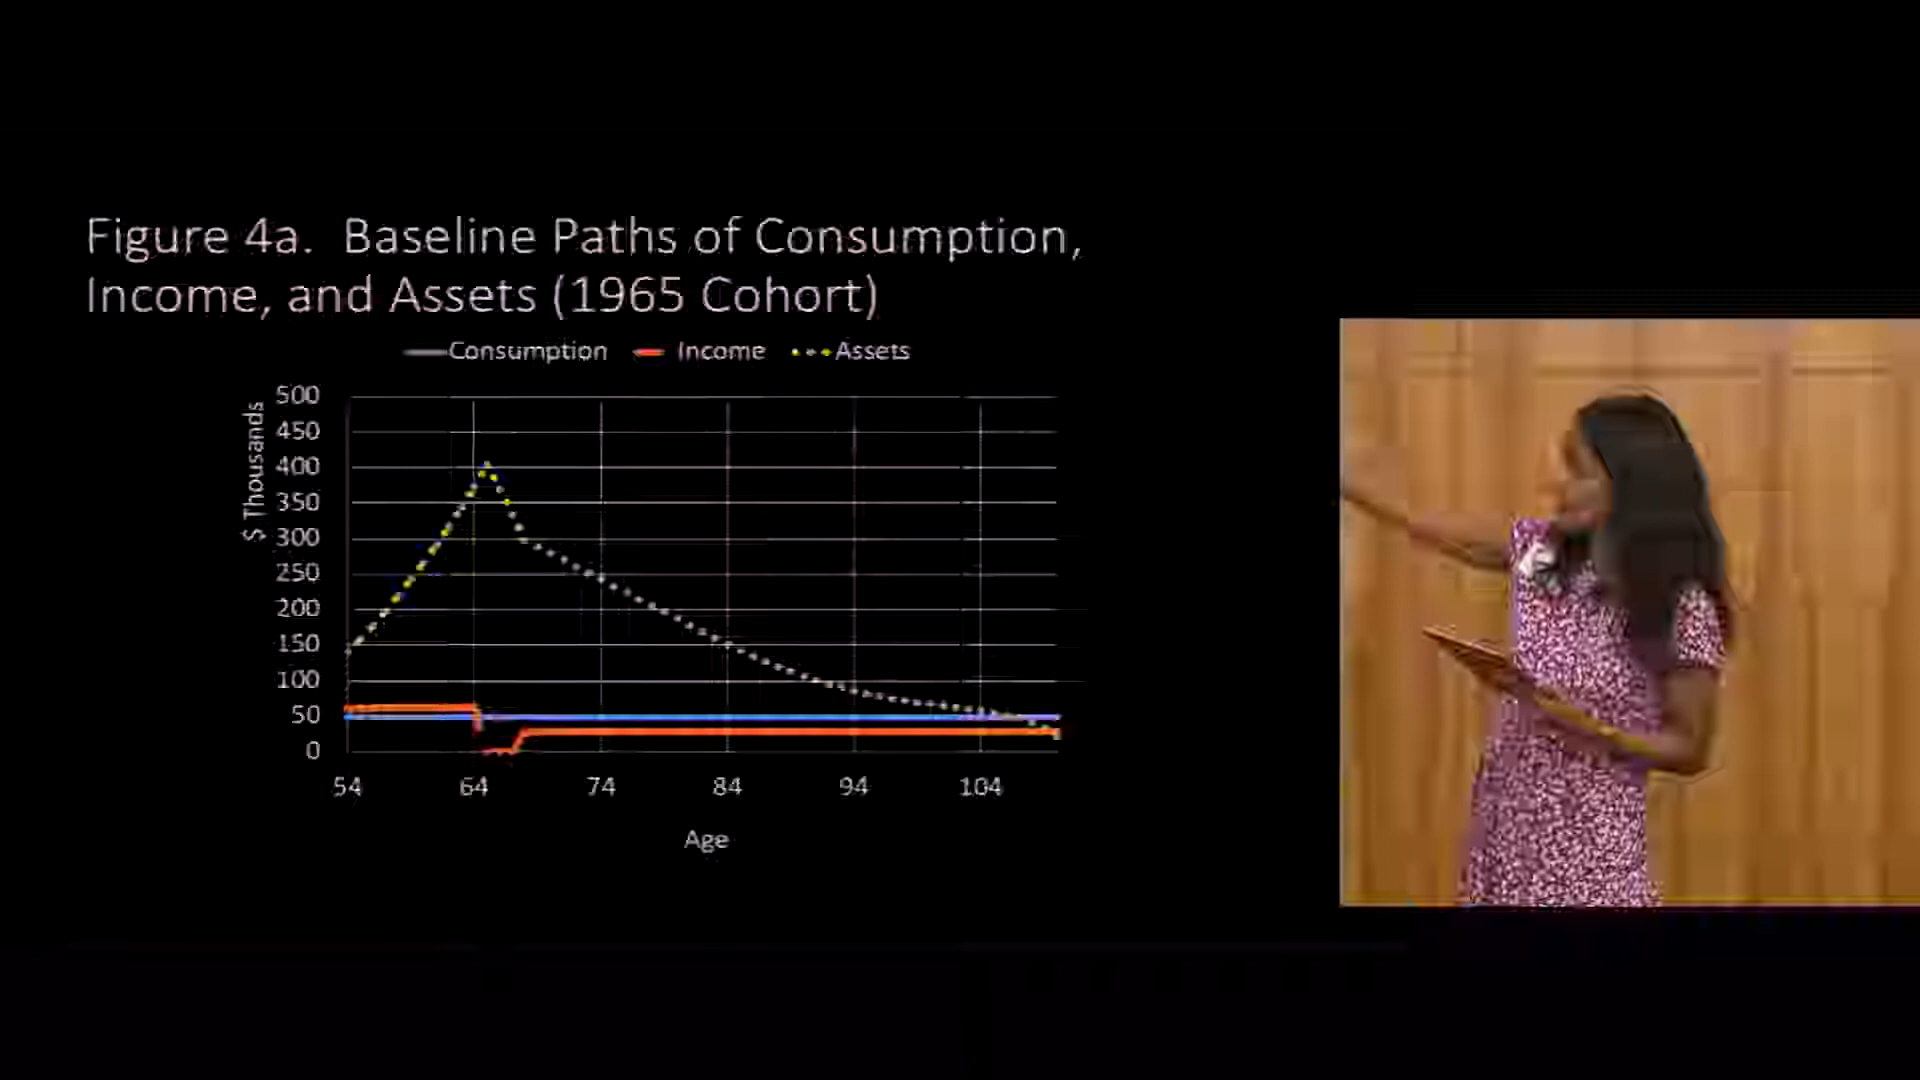 Figure 4a. Baseline Paths of Consumption,
Income, and Assets (1965 Cohort)
Consumption Income Assets
$ Thousands
500
450
400
350
300
250
200
150
100
50
0
54 64 74 84 94 104
Age